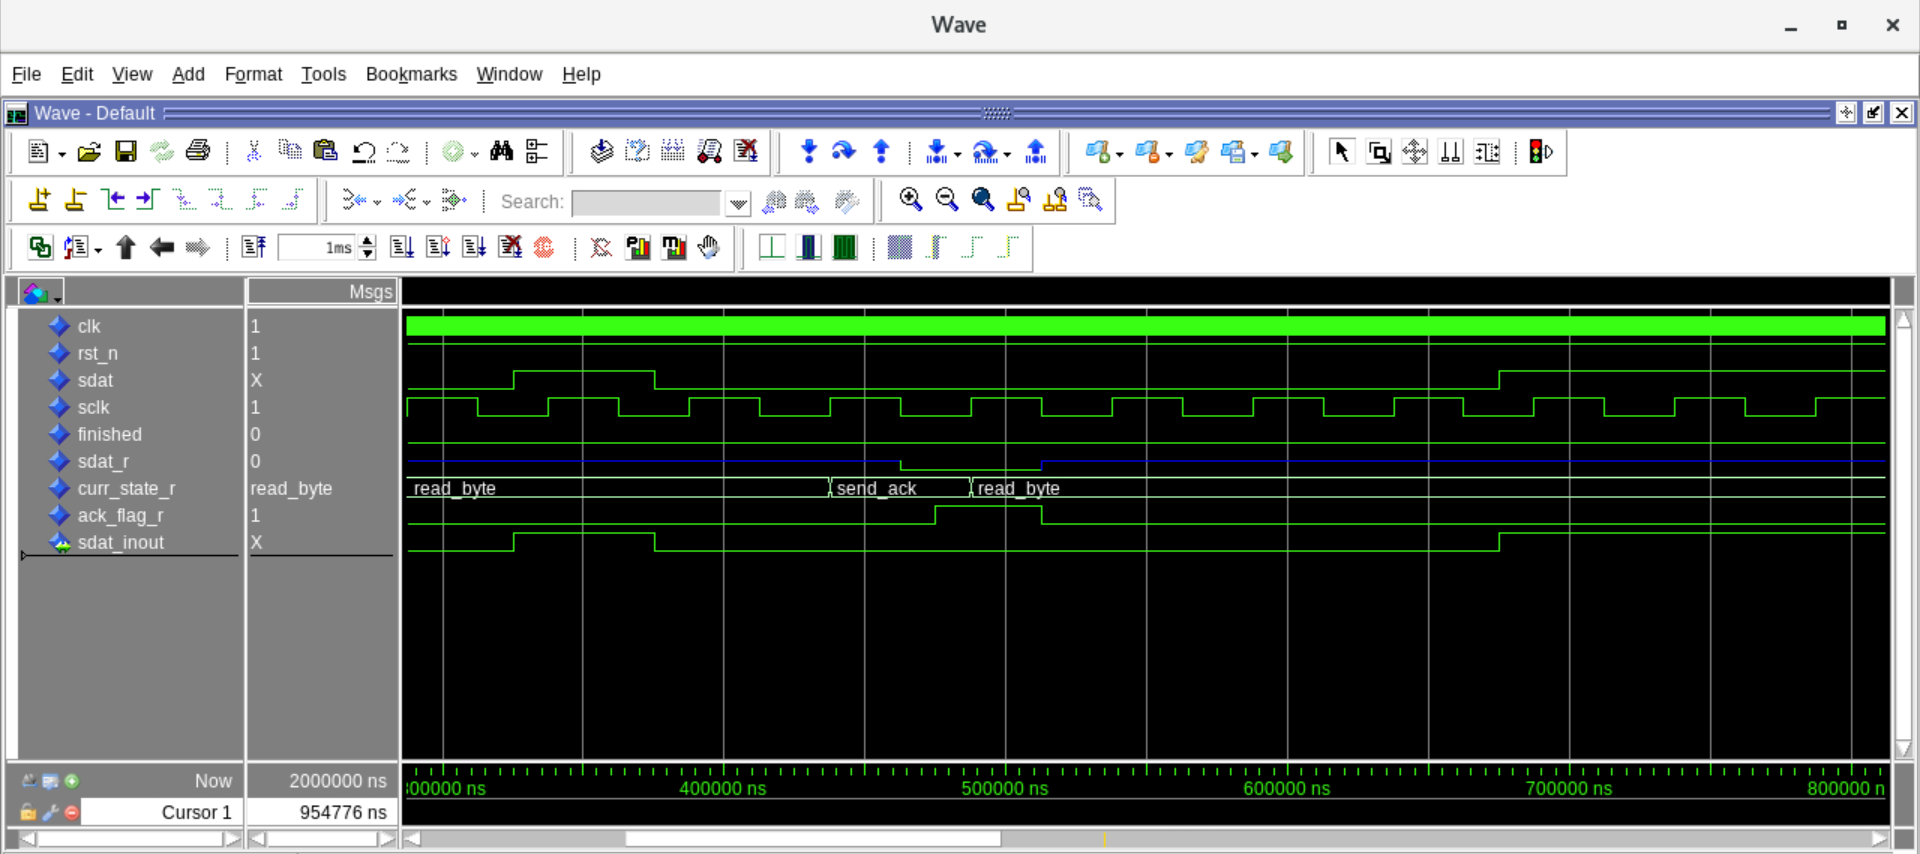 Wave
File Edit View Add Format Tools Bookmarks Window Help
Wave - Default
Search:
1ms
Msgs
clk 1
rst_n 1
sdat X
sclk 1
finished 0
sdat_r 0
curr_state_r read_byte read_byte send_ack read_byte
ack_flag_r 1
sdat_inout X
Now 2000000 ns 00000 ns 400000 ns 500000 ns 600000 ns 700000 ns 800000 n
Cursor 1 954776 ns